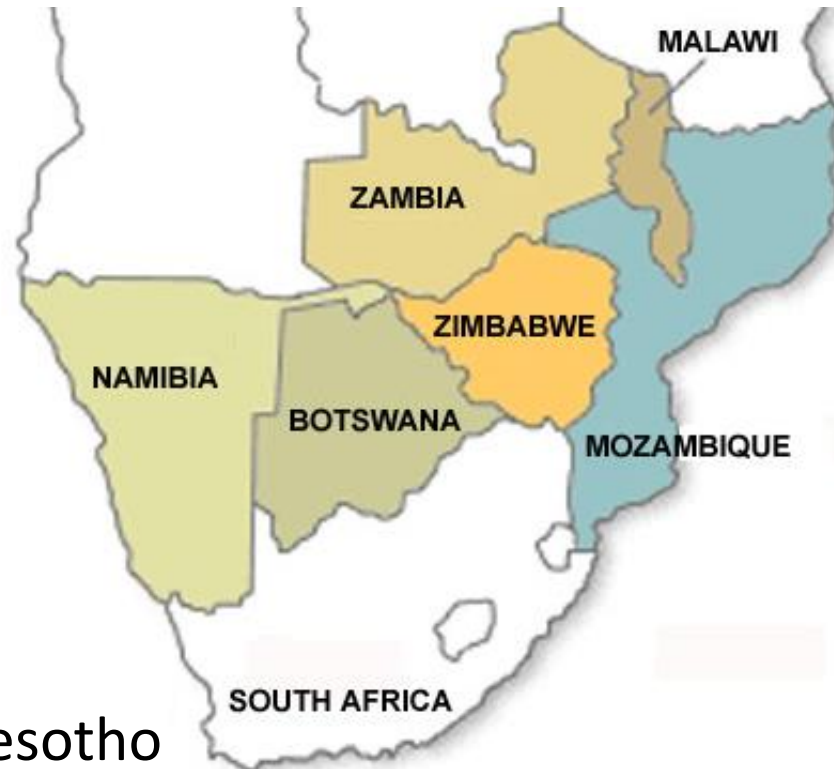 MALAWI
ZAMBIA
ZIMBABWE
NAMIBIA
BOTSWANA
MOZAMBIQUE
SOUTH AFRICA
esotho